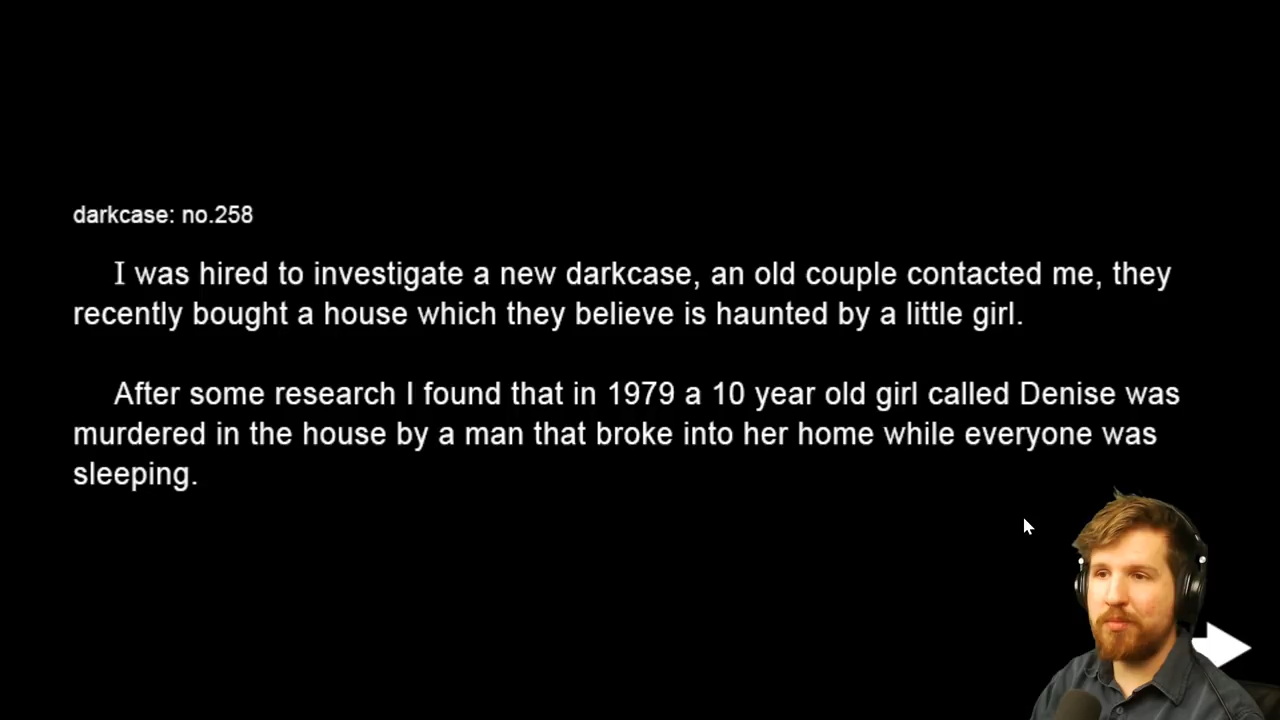 darkcase: no.258
I was hired to investigate a new darkcase, an old couple contacted me, they
recently bought a house which they believe is haunted by a little girl.
After some research I found that in 1979 a 10 year old girl called Denise was
murdered in the house by a man that broke into her home while everyone was
sleeping.